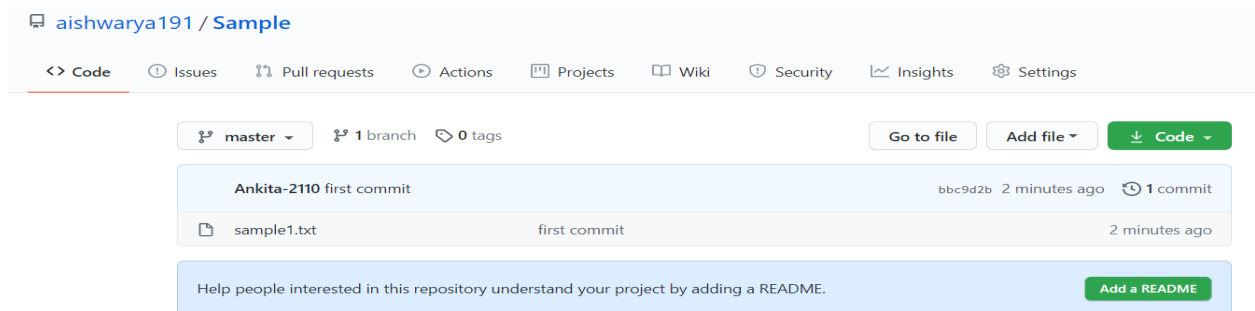 aishwarya191 / Sample
<> Code Issues Pull requests Actions Projects Wiki Security Insights Settings
master 1 branch 0 tags Go to file Add file Code
Ankita-2110 first commit bbc9d2b 2 minutes ago 1 commit
sample1.txt first commit 2 minutes ago
Help people interested in this repository understand your project by adding a README. Add a README